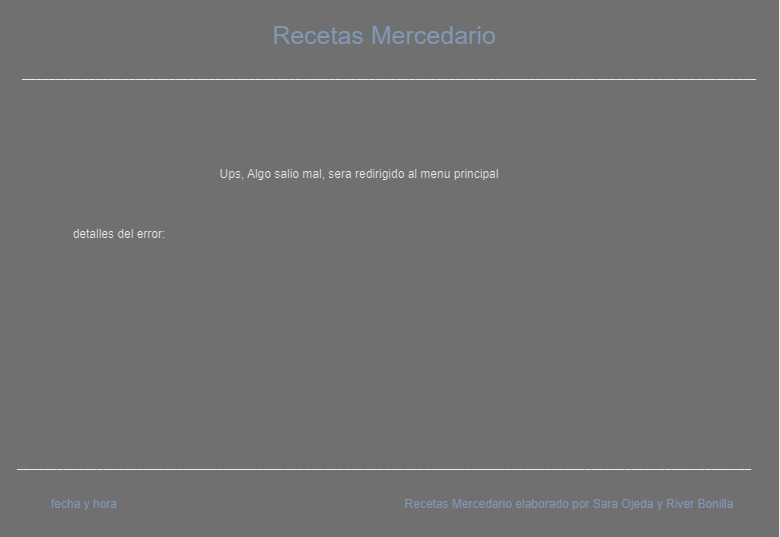 Recetas Mercedario
Ups, Algo salio mal, sera redirigido al menu principal
detalles del error:
fecha y hora
Recetas Mercedario elaborado por Sara Ojeda y River Bonilla